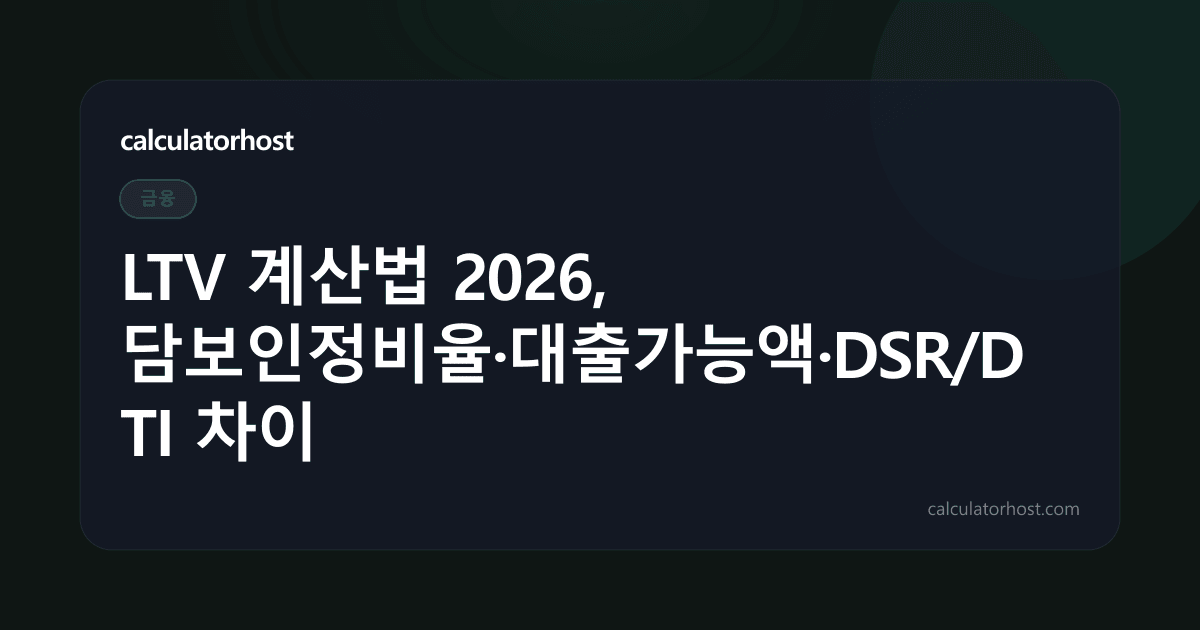 calculatorhost
금융
LTV 계산법 2026,
담보인정비율·대출가능액·DSR/D
TI 차이
calculatorhost.com